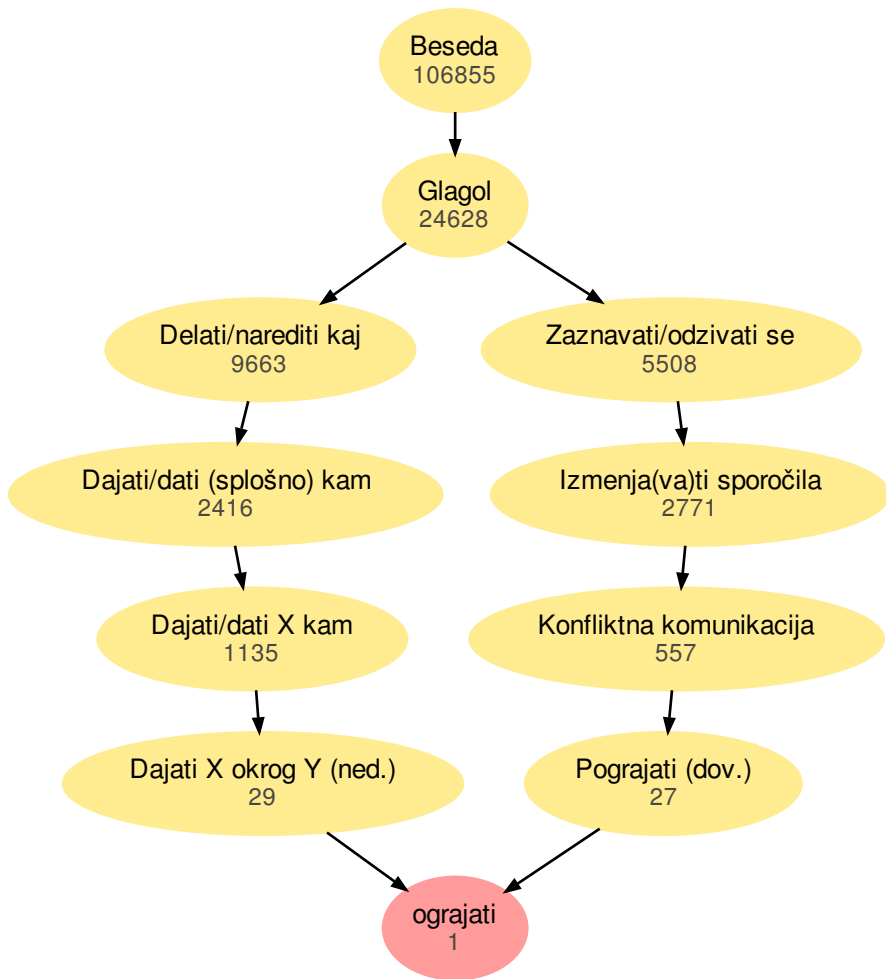 Beseda
106855
Glagol
24628
Delati/narediti kaj
9663
Zaznavati/odzivati se
5508
Dajati/dati (splošno) kam
2416
Izmenja(va)ti sporočila
2771
Dajati/dati X kam
1135
Konfliktna komunikacija
557
Dajati X okrog Y (ned.)
29
Pograjati (dov.)
27
ograjati
1